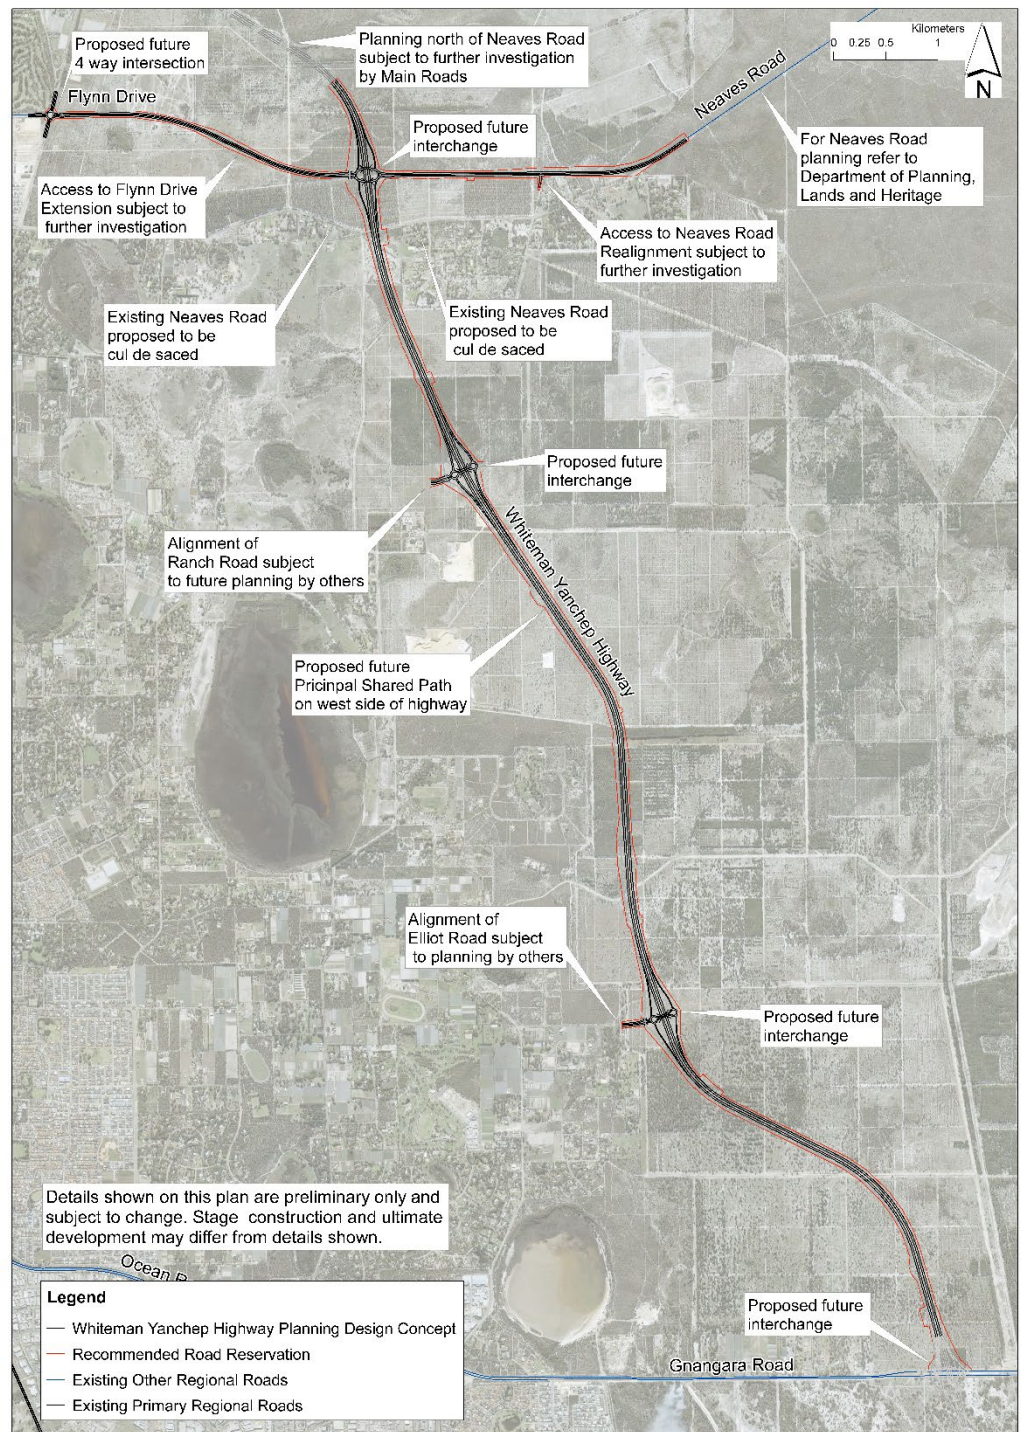 Proposed future
4 way intersection
Planning north of Neaves Road
subject to further investigation
by Main Roads
Kilometers
0 0.25 0.5 1
N
Flynn Drive
Neaves Road
Proposed future
interchange
For Neaves Road
planning refer to
Department of Planning,
Lands and Heritage
Access to Flynn Drive
Extension subject to
further investigation
Access to Neaves Road
Realignment subject to
further investigation
Existing Neaves Road
proposed to be
cul de saced
Existing Neaves Road
proposed to be
cul de saced
Proposed future
interchange
Whiteman Yanchep Highway
Alignment of
Ranch Road subject
to future planning by others
Proposed future
Pricinpal Shared Path
on west side of highway
Alignment of
Elliot Road subject
to planning by others
Proposed future
interchange
Details shown on this plan are preliminary only and
subject to change. Stage construction and ultimate
development may differ from details shown.
Ocean
Legend
Whiteman Yanchep Highway Planning Design Concept
Recommended Road Reservation
Existing Other Regional Roads
Existing Primary Regional Roads
Proposed future
interchange
Gnangara Road